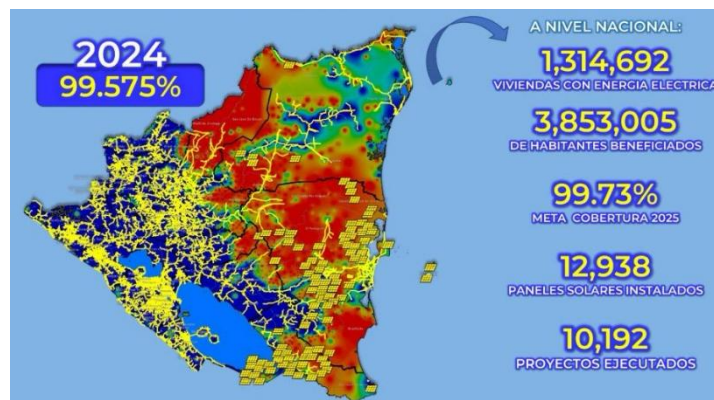 2024
99.575%
A NIVEL NACIONAL:
1,314,692
VIVIENDAS CON ENERGIA ELECTRICA
3,853,005
DE HABITANTES BENEFICIADOS
99.73%
META COBERTURA 2025
12,938
PANELES SOLARES INSTALADOS
10,192
PROYECTOS EJECUTADOS